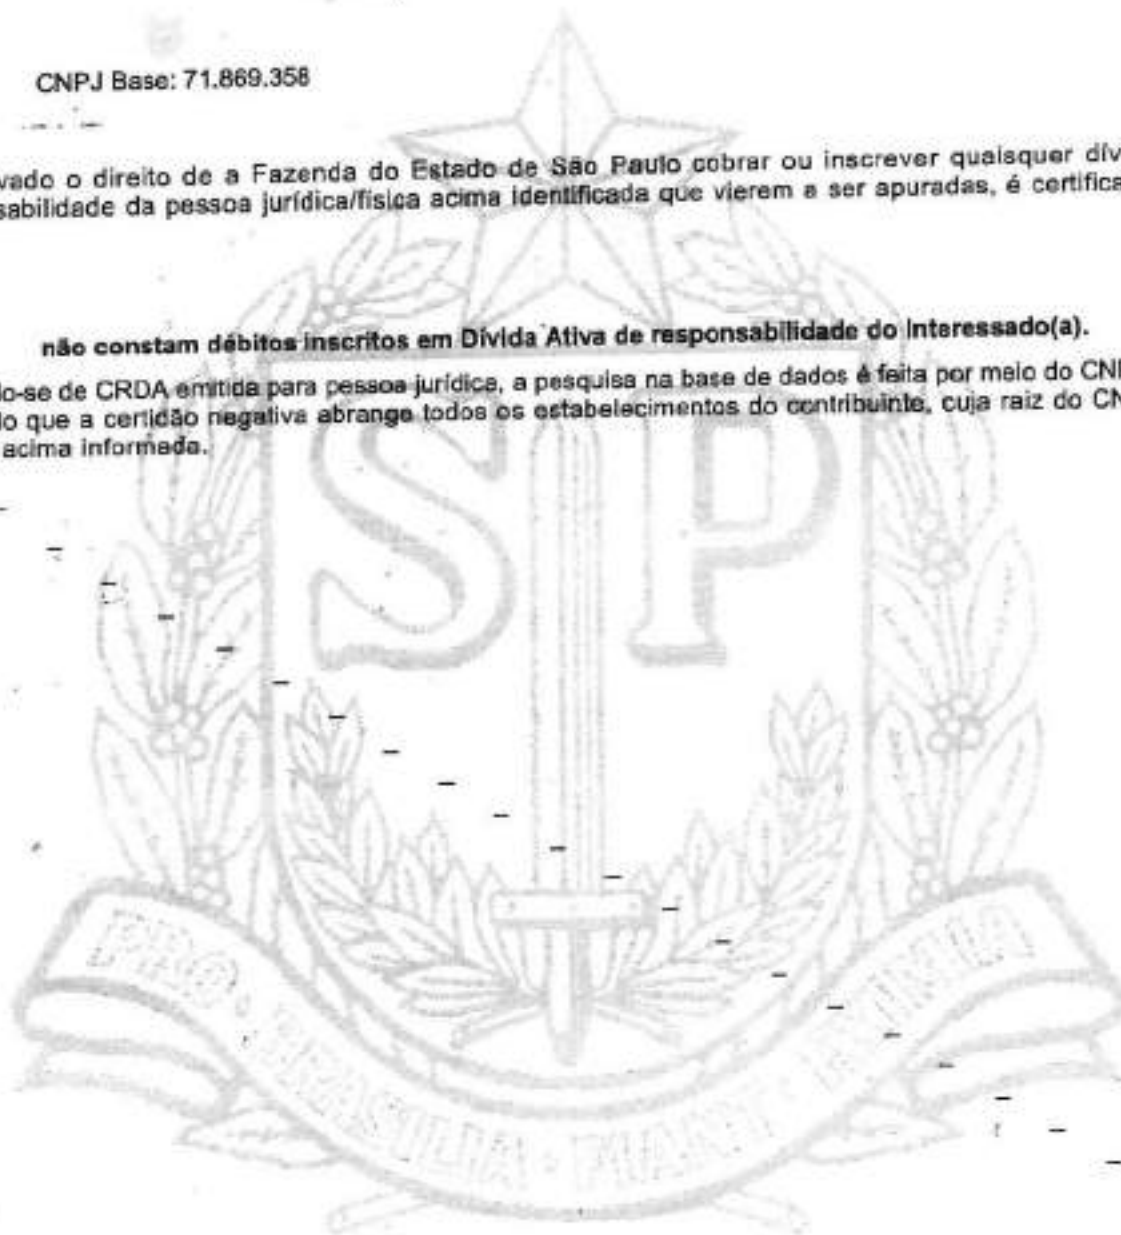 CNPJ Base: 71.869.358
vado o direito de a Fazenda do Estado de São Paulo cobrar ou inscrever quaisquer dív
sabilidade da pessoa jurídica/física acima identificada que vierem a ser apuradas, é certifica
não constam débitos inscritos em Dívida Ativa de responsabilidade do Interessado(a).
lo-se de CRDA emitida para pessoa jurídica, a pesquisa na base de dados é feita por meio do CN
lo que a certidão negativa abrange todos os estabelecimentos do contribuinte, cuja raiz do CN
acima informada.
SP
BRASILIA